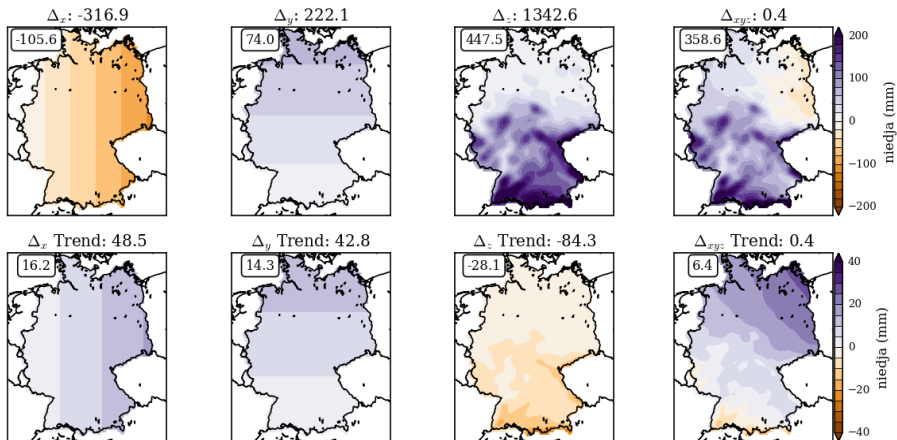 Δx: -316.9
Δy: 222.1
Δz: 1342.6
Δxyz: 0.4
-105.6
74.0
447.5
358.6
200
100
0
−100
−200
niedja (mm)
Δx Trend: 48.5
Δy Trend: 42.8
Δz Trend: -84.3
Δxyz Trend: 0.4
16.2
14.3
-28.1
6.4
40
20
0
−20
−40
niedja (mm)